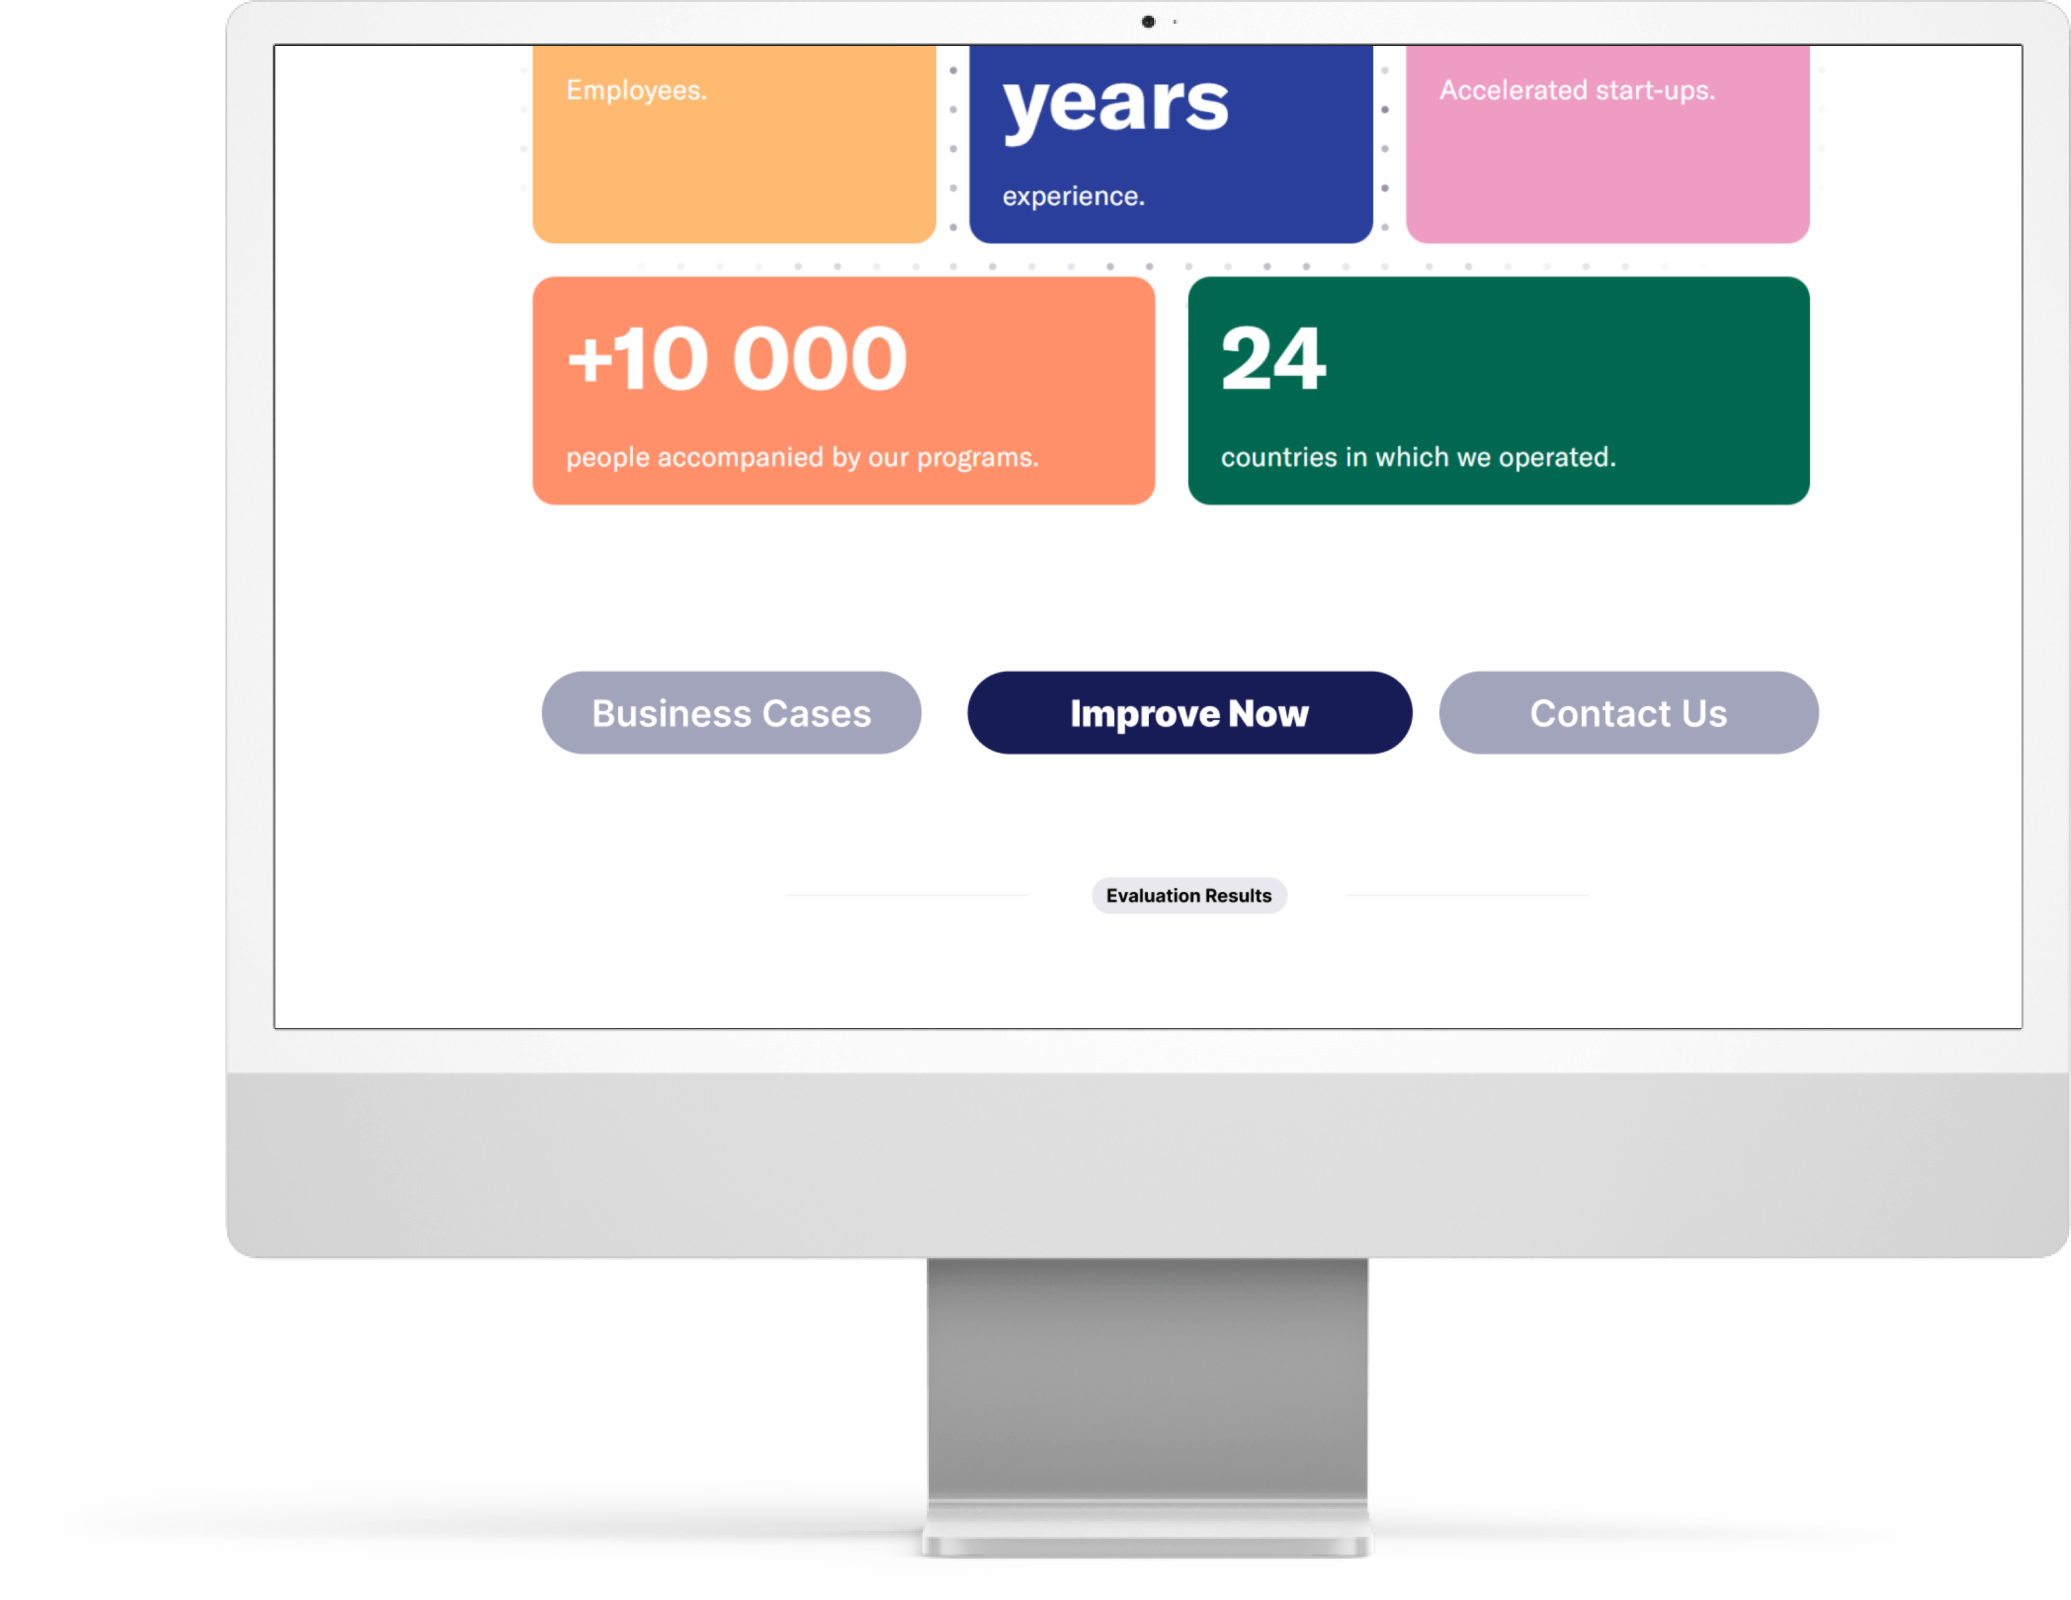 Employees.
years
experience.
Accelerated start-ups.
+10 000
people accompanied by our programs.
24
countries in which we operated.
Business Cases
Improve Now
Contact Us
Evaluation Results